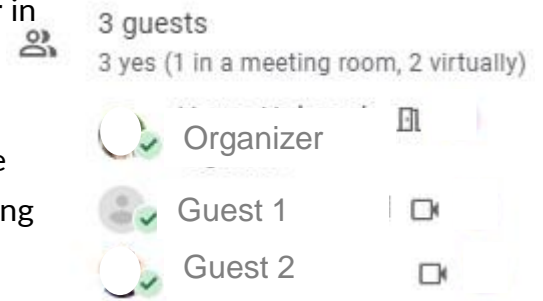 r in
3 guests
3 yes (1 in a meeting room, 2 virtually)
Organizer
e
ng
Guest 1
Guest 2